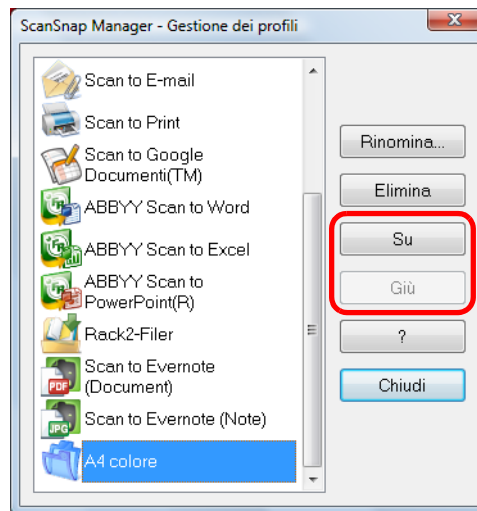 ScanSnap Manager - Gestione dei profili
Scan to E-mail
Scan to Print
Scan to Google
Documenti(TM)
ABBYY Scan to Word
ABBYY Scan to Excel
ABBYY Scan to
PowerPoint(R)
Rack2-Filer
Scan to Evernote
(Document)
Scan to Evernote (Note)
A4 colore
Rinomina...
Elimina
Su
Giù
?
Chiudi
PDF
JPG